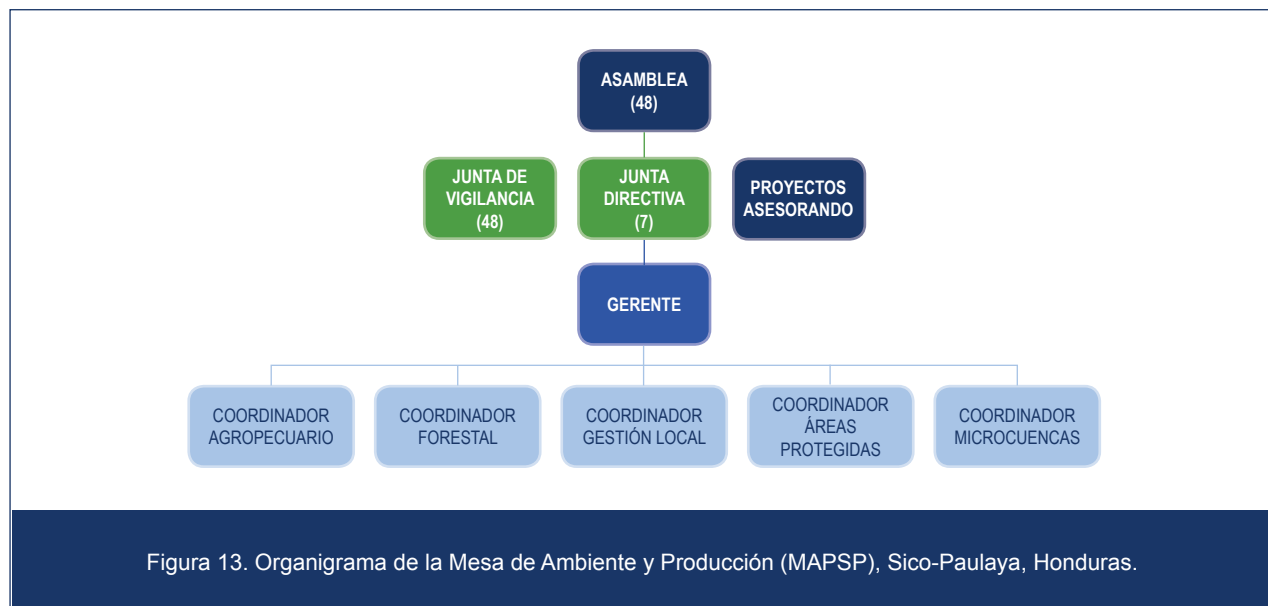 ASAMBLEA
(48)
JUNTA DE
VIGILANCIA
(48)
JUNTA
DIRECTIVA
(7)
PROYECTOS
ASESORANDO
GERENTE
COORDINADOR
AGROPECUARIO
COORDINADOR
FORESTAL
COORDINADOR
GESTIÓN LOCAL
COORDINADOR
ÁREAS
PROTEGIDAS
COORDINADOR
MICROCUENCAS
Figura 13. Organigrama de la Mesa de Ambiente y Producción (MAPSP), Sico-Paulaya, Honduras.